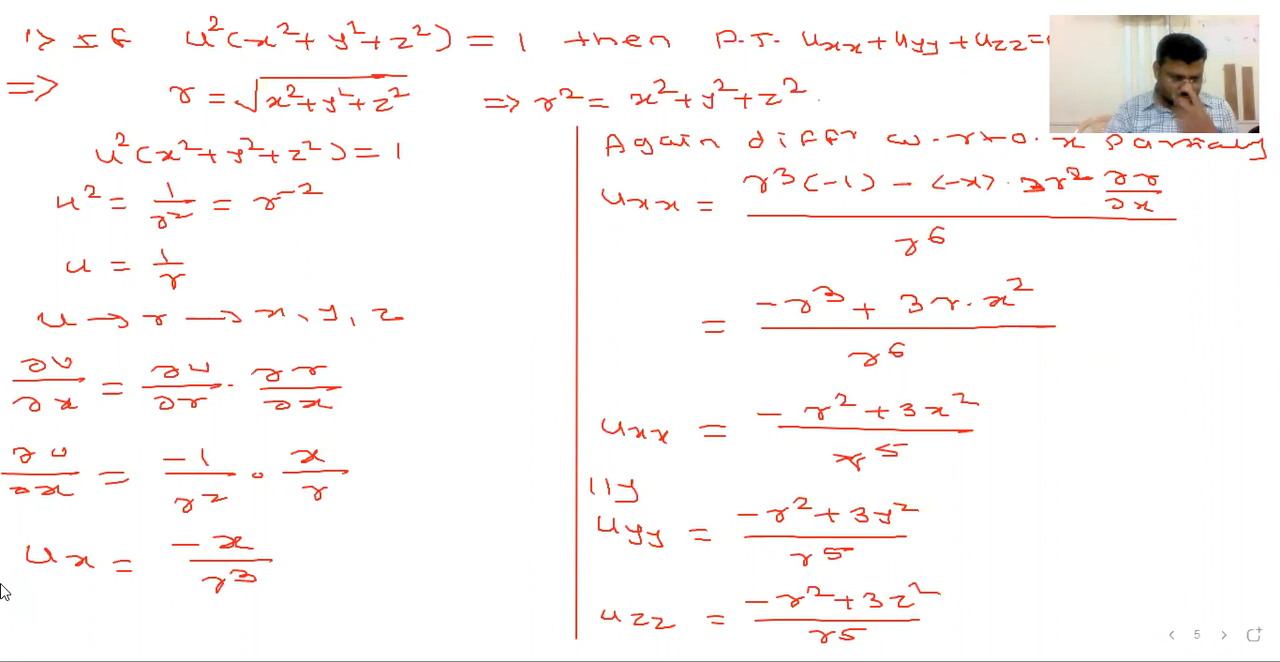 1> If u²(x²+y²+z²) = 1 then P.T. uxx + uyy + uzz =
=> r = √x²+y²+z² => r² = x²+y²+z²
u²(x²+y²+z²) = 1
u² = 1/r² = r⁻²
u = 1/r
u → r → x, y, z
∂u/∂x = ∂u/∂r · ∂r/∂x
∂u/∂x = -1/r² · x/r
ux = -x/r³
Again diffr w.r.to. x partially
uxx = r³(-1) - (-x) · 3r² ∂r/∂x / r⁶
= -r³ + 3r·x² / r⁶
uxx = -r² + 3x² / r⁵
lly
uyy = -r² + 3y² / r⁵
uzz = -r² + 3z² / r5
< 5 >